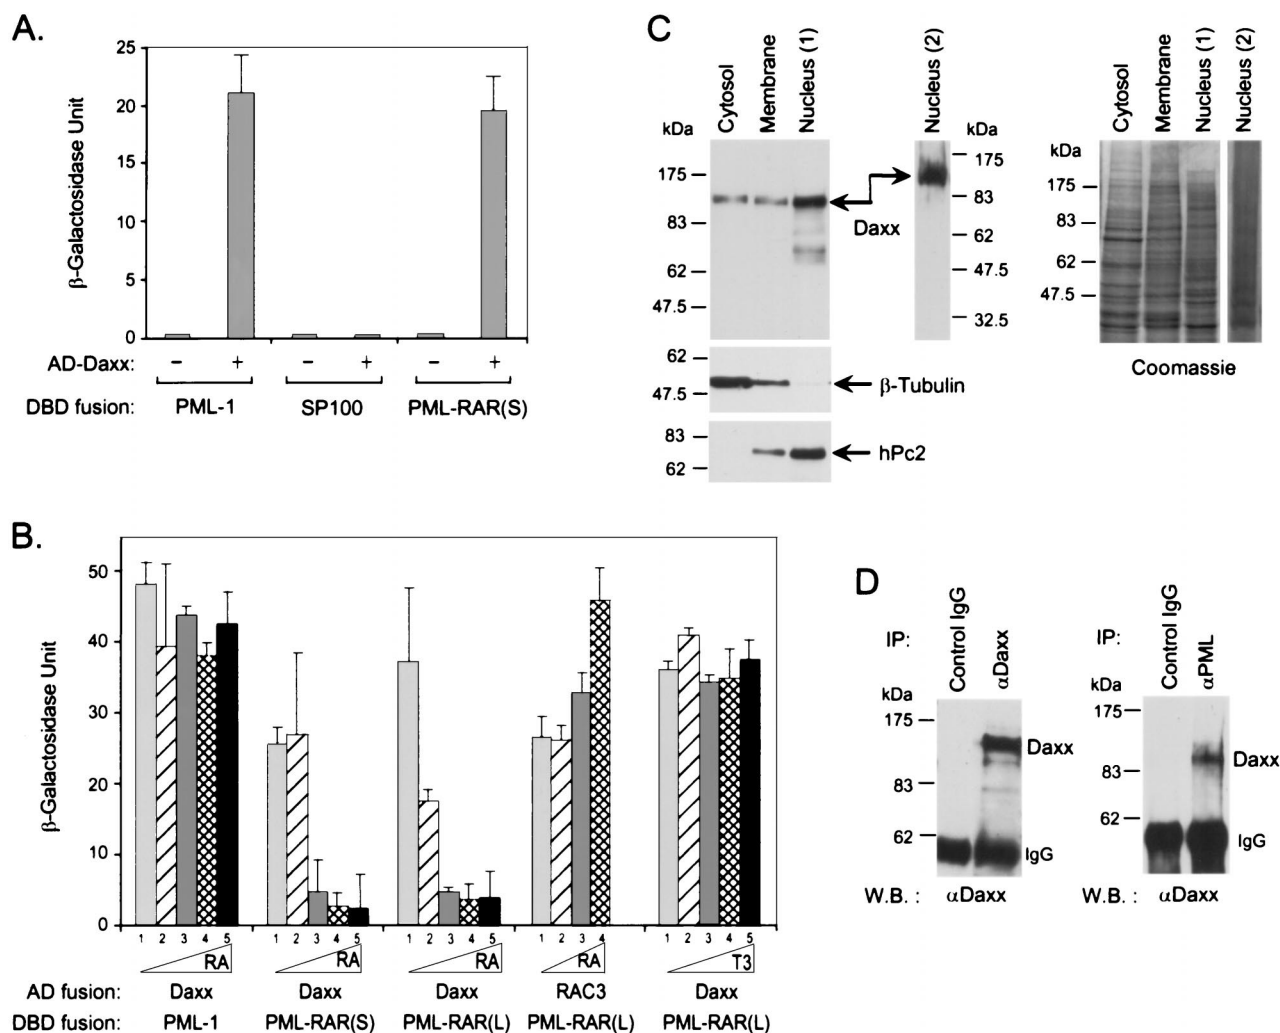 A.
β-Galactosidase Unit
25
20
15
10
5
0
AD-Daxx: – + – + – +
DBD fusion: PML-1 SP100 PML-RAR(S)
B.
β-Galactosidase Unit
50
40
30
20
10
0
1 2 3 4 5 1 2 3 4 5 1 2 3 4 5 1 2 3 4 1 2 3 4 5
RA RA RA RA T3
AD fusion: Daxx Daxx Daxx RAC3 Daxx
DBD fusion: PML-1 PML-RAR(S) PML-RAR(L) PML-RAR(L) PML-RAR(L)
C
Cytosol
Membrane
Nucleus (1)
kDa
175
83
62
47.5
Daxx
Nucleus (2)
kDa
175
83
62
47.5
32.5
62
47.5
β-Tubulin
83
62
hPc2
Cytosol
Membrane
Nucleus (1)
Nucleus (2)
kDa
175
83
62
47.5
Coomassie
D
IP:
Control IgG
αDaxx
kDa
175
83
62
Daxx
IgG
W.B. : αDaxx
IP:
Control IgG
αPML
kDa
175
83
62
Daxx
IgG
W.B. : αDaxx